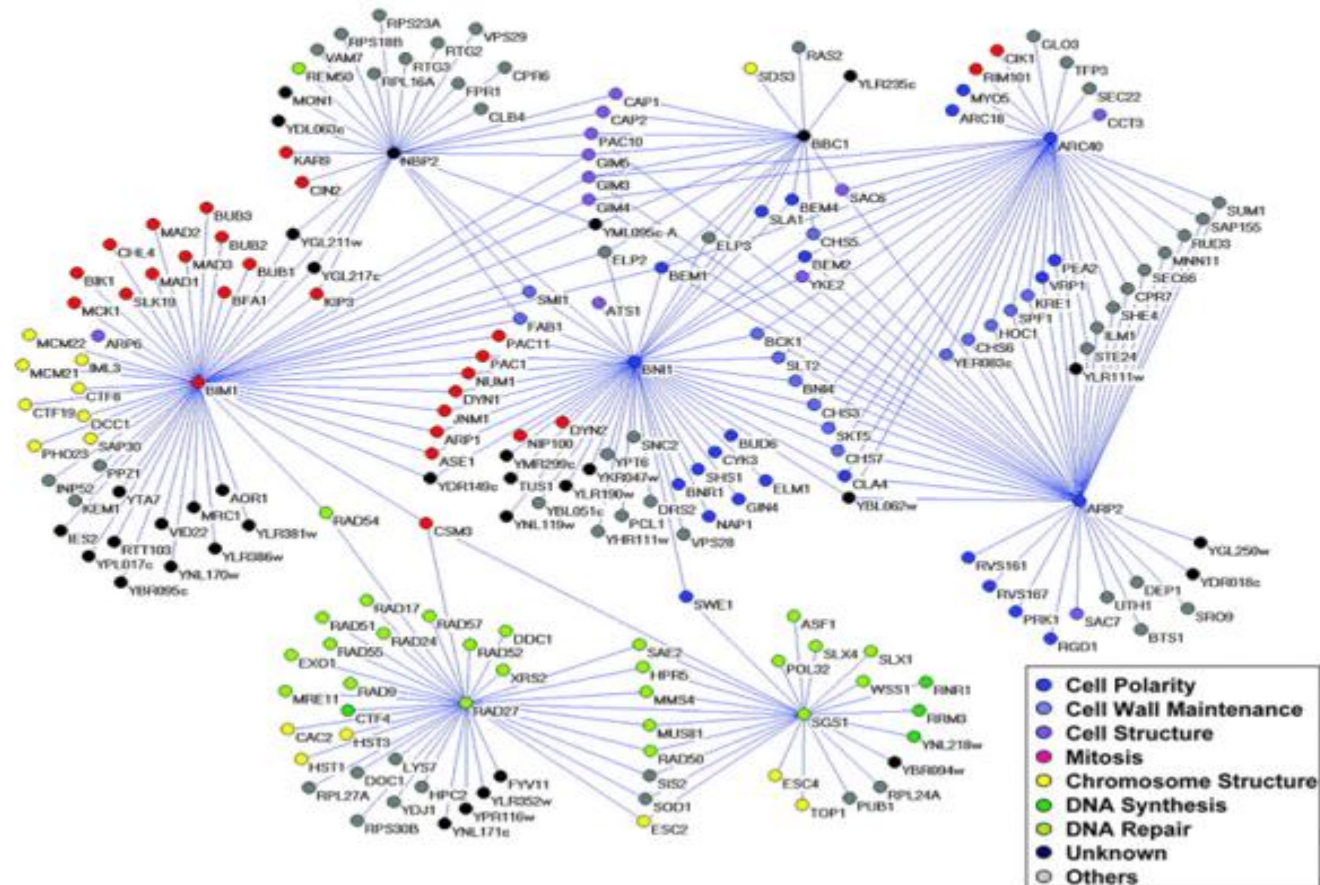 RPS23A
RPS18B
VPS29
VAM7
RTG2
RTG3
REM50
RPL16A
CPR6
FPR1
MON1
CLB4
YDL063c
KAR9
NBP2
CIN2
RAS2
SDS3
YLR235c
CAP1
CAP2
PAC10
BBC1
GIM5
GIM3
GIM4
SAC6
BEM4
SLA1
YML095c-A
ELP3
CHS5
ELP2
BEM1
BEM2
YKE2
GLO3
CIK1
RIM101
TFP3
MYO5
SEC22
ARC18
CCT3
ARC40
SUM1
SAP155
RUD3
MNN11
SEC66
CPR7
SHE4
ILM1
STE24
YLR111w
PEA2
VRP1
KRE1
SPF1
HOC1
CHS6
YER083c
BUB3
MAD2
CHL4
BUB2
MAD3
BUB1
BIK1
MAD1
MCK1
SLK19
BFA1
YGL211w
YGL217c
KIP3
SMI1
FAB1
ATS1
MCM22
ARP6
MCM21
IML3
BIM1
CTF8
CTF19
DCC1
PHO23
SAP30
PPZ1
INP52
KEM1
YTA7
AOR1
MRC1
IES2
VID22
YLR381w
RTT103
YPL017c
YLR386w
YNL170w
YBR095c
PAC11
PAC1
NUM1
DYN1
JNM1
ARP1
ASE1
YDR149c
BNI1
BCK1
SLT2
BNI4
CHS3
SKT5
CHS7
CLA4
YBL062w
DYN2
NIP100
SNC2
BUD6
YMR299c
YPT6
CYK3
TUS1
YKR047w
SHS1
ELM1
YLR190w
BNR1
YBL051c
DRS2
GIN4
YNL119w
PCL1
NAP1
YHR111w
VPS28
ARP2
RVS161
YGL250w
RVS167
DEP1
YDR018c
PRK1
UTH1
SRO9
SAC7
BTS1
RGD1
RAD54
CSM3
SWE1
RAD17
RAD51
RAD57
RAD24
DDC1
RAD55
RAD52
EXO1
XRS2
MRE11
RAD9
RAD27
CTF4
CAC2
HST3
HST1
LYS7
DOC1
HPC2
FYV11
RPL27A
YDJ1
YLR352w
YPR116w
RPS30B
YNL171c
SAE2
HPR5
MMS4
MUS81
RAD50
SIS2
SOD1
ESC2
ASF1
SLX4
SLX1
POL32
WSS1
RNR1
RRM3
SGS1
YNL218w
YBR094w
ESC4
RPL24A
TOP1
PUB1
Cell Polarity
Cell Wall Maintenance
Cell Structure
Mitosis
Chromosome Structure
DNA Synthesis
DNA Repair
Unknown
Others